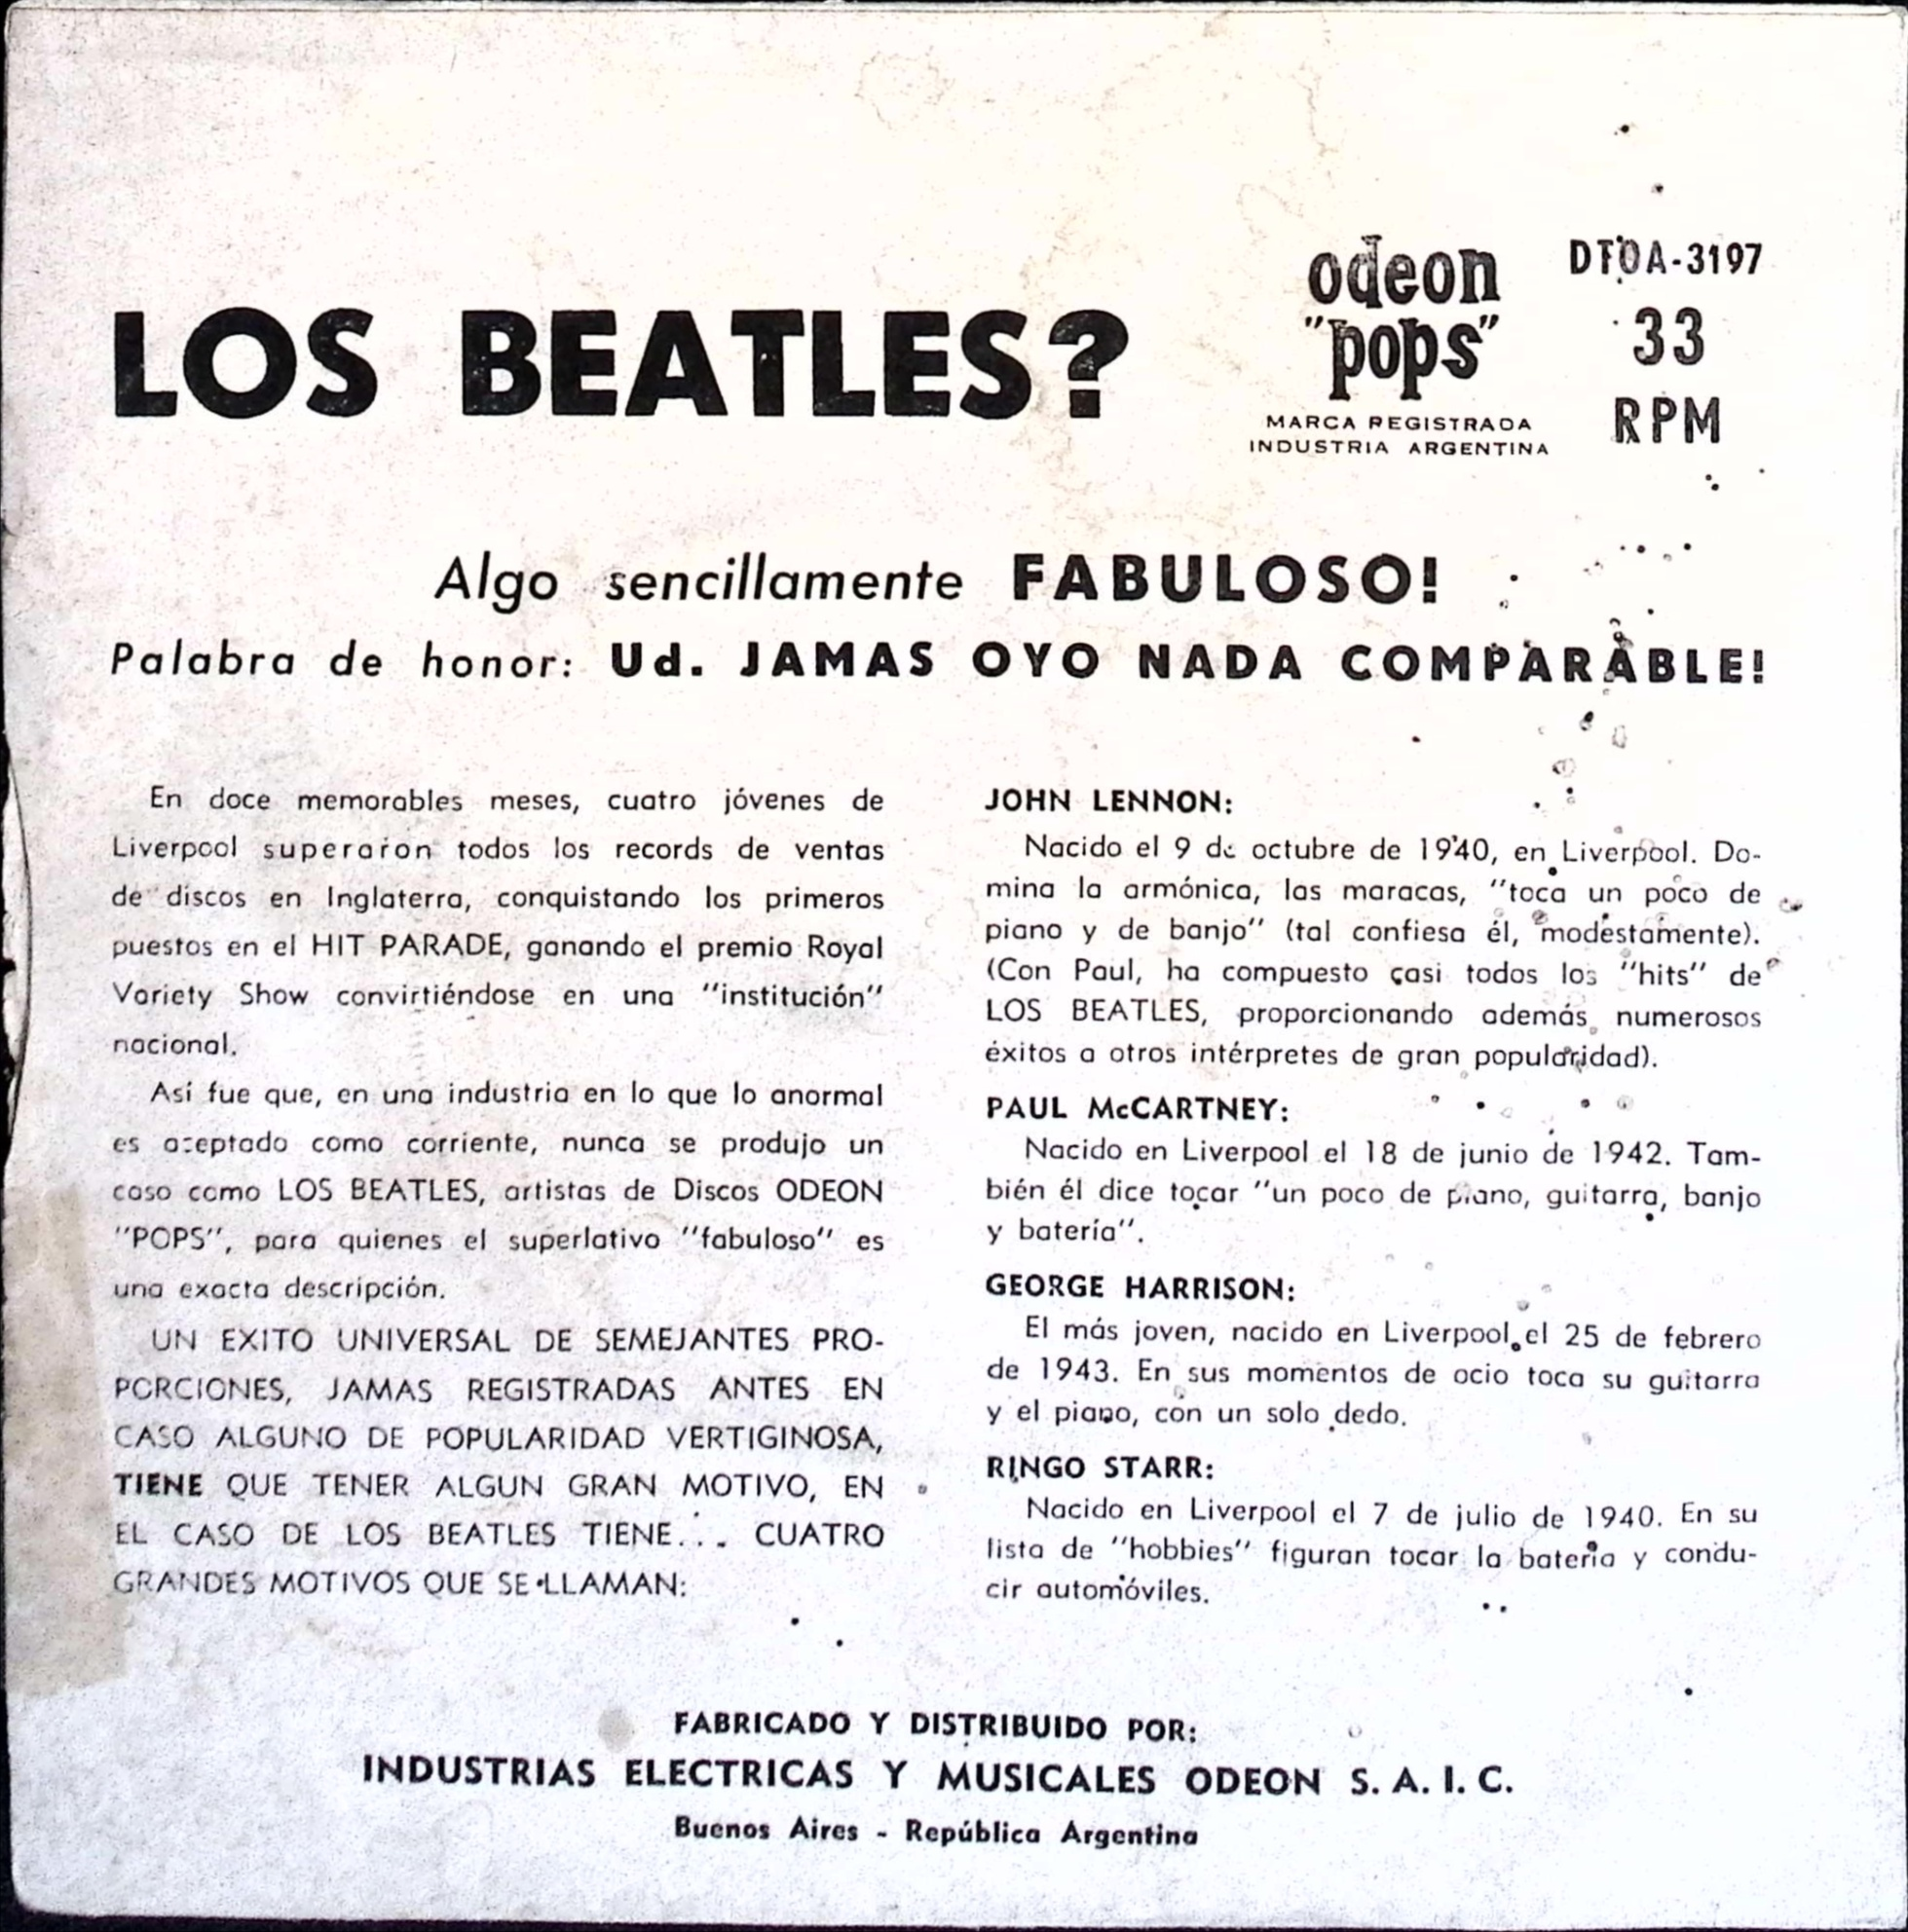 LOS BEATLES?
odeon
"pops"
MARCA REGISTRADA
INDUSTRIA ARGENTINA
DTOA-3197
33
RPM
Algo sencillamente FABULOSO!
Palabra de honor: Ud. JAMAS OYO NADA COMPARABLE!
En doce memorables meses, cuatro jóvenes de
Liverpool superaron todos los records de ventas
de discos en Inglaterra, conquistando los primeros
puestos en el HIT PARADE, ganando el premio Royal
Variety Show convirtiéndose en una "institución"
nacional.
Así fue que, en una industria en lo que lo anormal
es aceptado como corriente, nunca se produjo un
caso como LOS BEATLES, artistas de Discos ODEON
"POPS", para quienes el superlativo "fabuloso" es
una exacta descripción.
UN EXITO UNIVERSAL DE SEMEJANTES PRO-
PORCIONES, JAMAS REGISTRADAS ANTES EN
CASO ALGUNO DE POPULARIDAD VERTIGINOSA,
TIENE QUE TENER ALGUN GRAN MOTIVO, EN
EL CASO DE LOS BEATLES TIENE... CUATRO
GRANDES MOTIVOS QUE SE LLAMAN:
JOHN LENNON:
Nacido el 9 de octubre de 1940, en Liverpool. Do-
mina la armónica, las maracas, "toca un poco de
piano y de banjo" (tal confiesa él, modestamente).
(Con Paul, ha compuesto casi todos los "hits" de
LOS BEATLES, proporcionando además numerosos
éxitos a otros intérpretes de gran popularidad).
PAUL McCARTNEY:
Nacido en Liverpool el 18 de junio de 1942. Tam-
bién él dice tocar "un poco de piano, guitarra, banjo
y batería".
GEORGE HARRISON:
El más joven, nacido en Liverpool el 25 de febrero
de 1943. En sus momentos de ocio toca su guitarra
y el piano, con un solo dedo.
RINGO STARR:
Nacido en Liverpool el 7 de julio de 1940. En su
lista de "hobbies" figuran tocar la batería y condu-
cir automóviles.
FABRICADO Y DISTRIBUIDO POR:
INDUSTRIAS ELECTRICAS Y MUSICALES ODEON S. A. I. C.
Buenos Aires - República Argentina